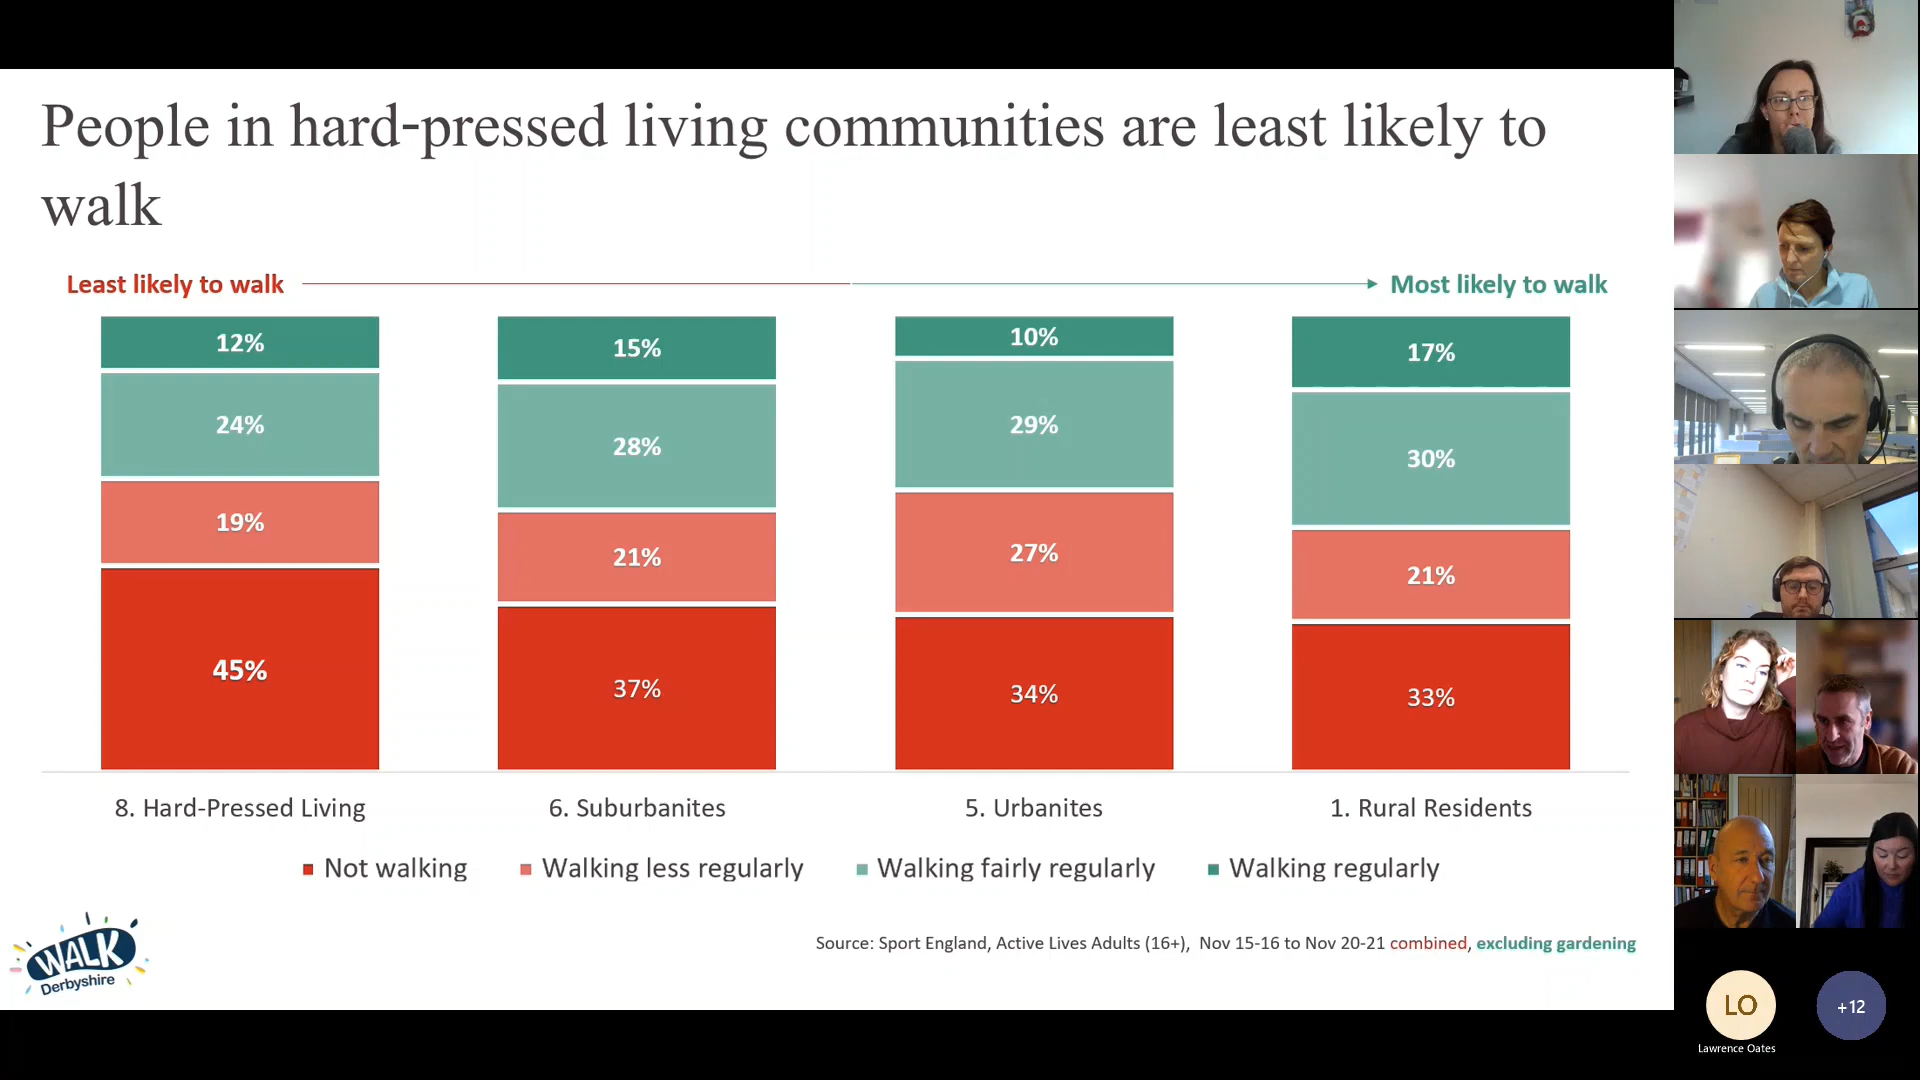 People in hard-pressed living communities are least likely to
walk
Least likely to walk
Most likely to walk
12%
15%
10%
17%
24%
28%
29%
30%
19%
21%
27%
21%
45%
37%
34%
33%
8. Hard-Pressed Living
6. Suburbanites
5. Urbanites
1. Rural Residents
Not walking
Walking less regularly
Walking fairly regularly
Walking regularly
WALK
Derbyshire
Source: Sport England, Active Lives Adults (16+), Nov 15-16 to Nov 20-21 combined, excluding gardening
LO
+12
Lawrence Oates